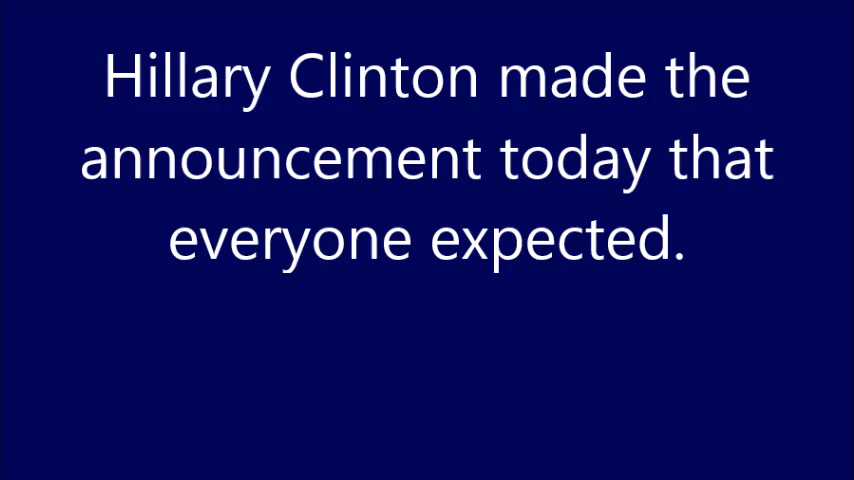 Hillary Clinton made the
announcement today that
everyone expected.